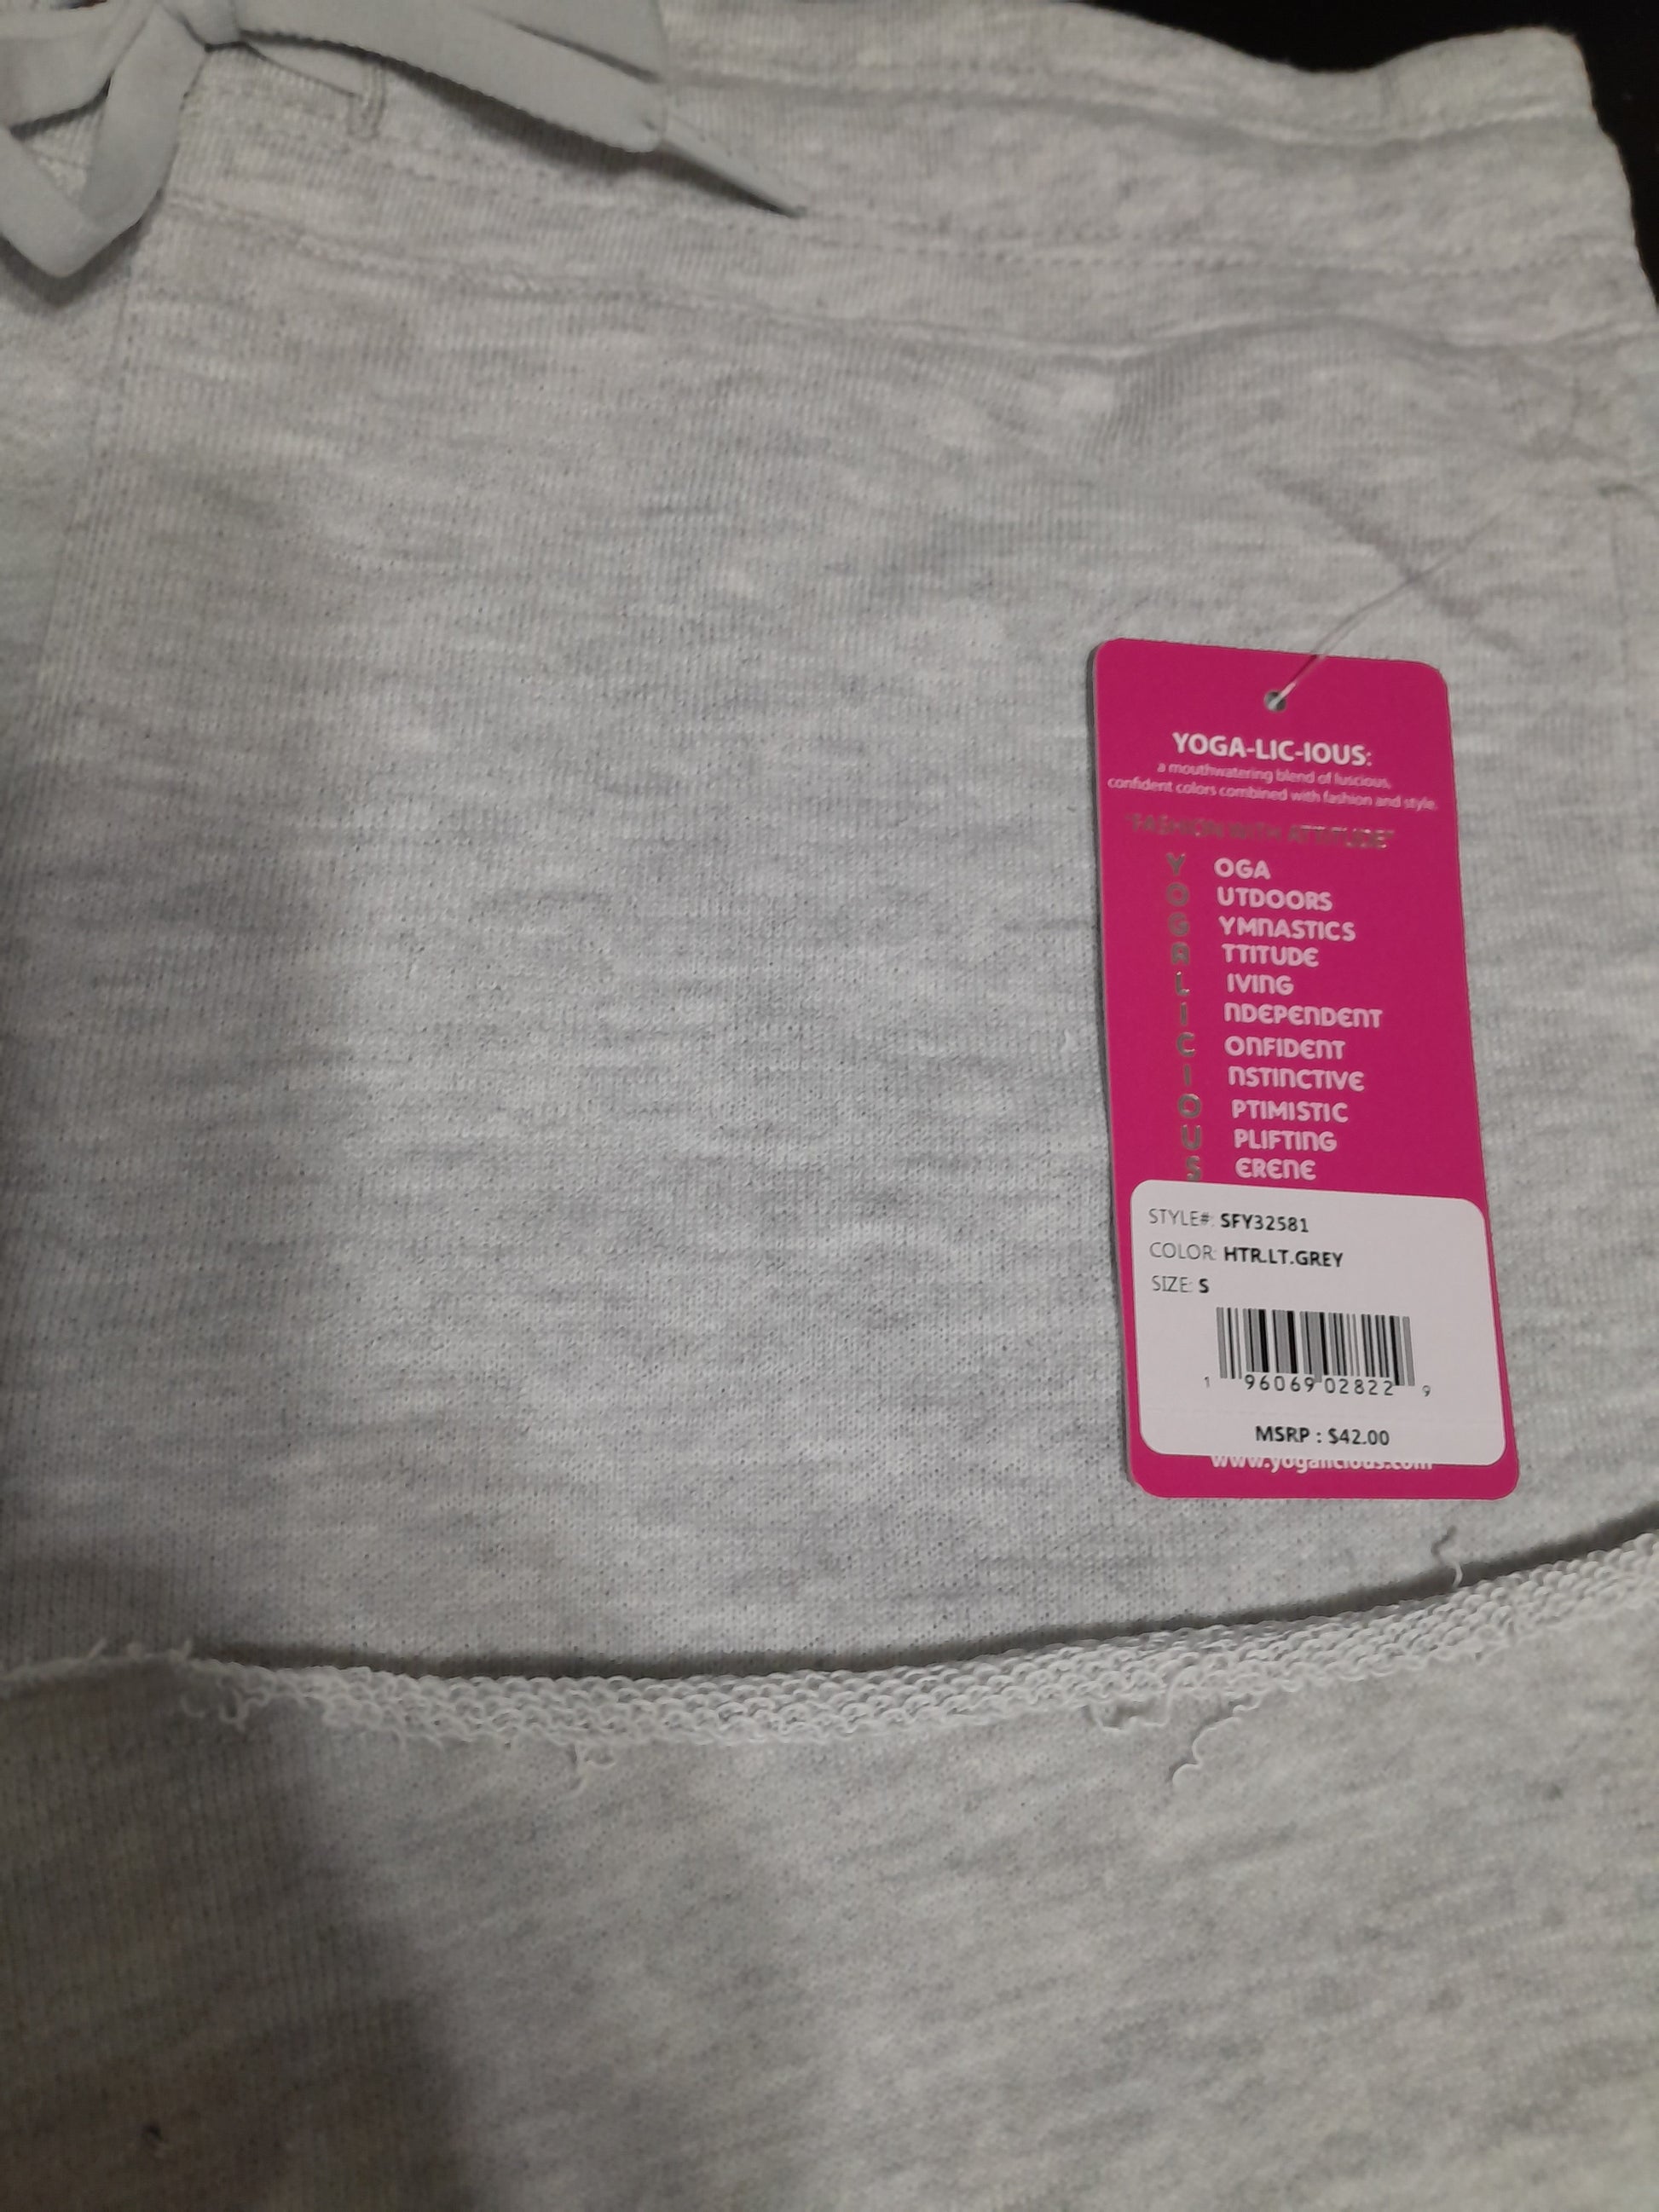 YOGA-LIC-IOUS:
a mouthwatering blend of luscious,
confident colors combined with fashion and style.
"FASHION WITH ATTITUDE"
Y OGA
O UTDOORS
G YMNASTICS
A TTITUDE
L IVING
I NDEPENDENT
C ONFIDENT
I NSTINCTIVE
O PTIMISTIC
U PLIFTING
S ERENE
STYLE#: SFY32581
COLOR: HTR.LT.GREY
SIZE: S
1 96069 02822 9
MSRP : $42.00
www.yogalicious.com